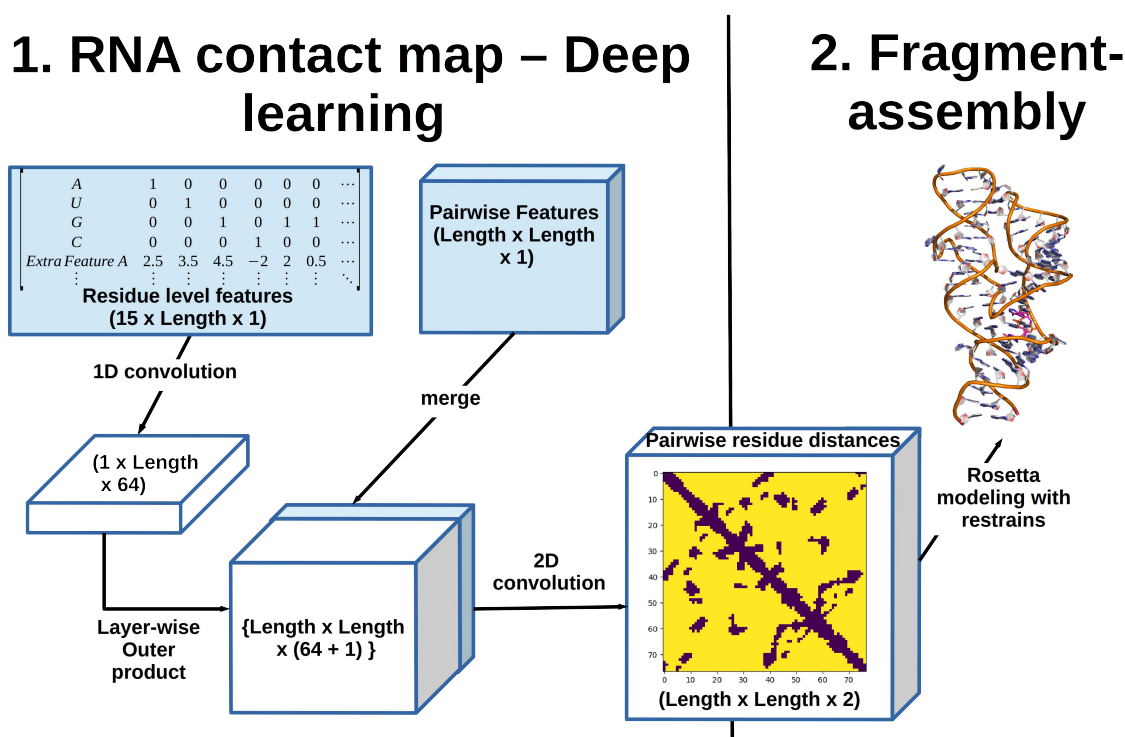 1. RNA contact map – Deep
learning
2. Fragment-
assembly
A 1 0 0 0 0 0 ⋯
U 0 1 0 0 0 0 ⋯
G 0 0 1 0 1 1 ⋯
C 0 0 0 1 0 0 ⋯
Extra Feature A 2.5 3.5 4.5 −2 2 0.5 ⋯
⋮ ⋮ ⋮ ⋮ ⋮ ⋮ ⋮ ⋱
Residue level features
(15 x Length x 1)
Pairwise Features
(Length x Length
x 1)
1D convolution
merge
(1 x Length
x 64)
Layer-wise
Outer
product
{Length x Length
x (64 + 1) }
2D
convolution
Pairwise residue distances
0
10
20
30
40
50
60
70
0 10 20 30 40 50 60 70
(Length x Length x 2)
Rosetta
modeling with
restrains